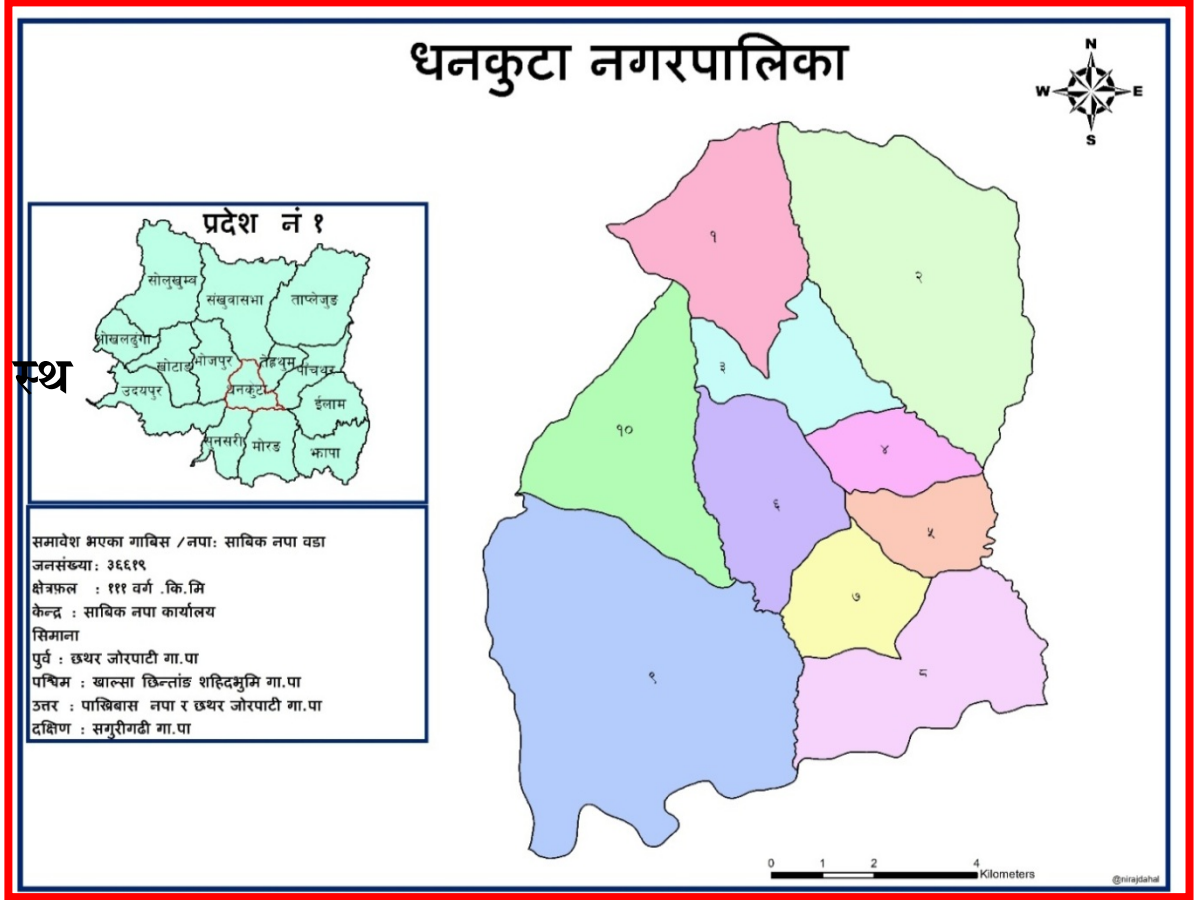 धनकुटा नगरपालिका
N
W E
S
प्रदेश नं १
सोलुखुम्व
संखुवासभा
ताप्लेजुङ
ओखलढुंगा
खोटाङ
भोजपुर
तेह्रथुम
पाँचथर
स्थ
उदयपुर
धनकुटा
ईलाम
सुनसरी
मोरङ
झापा
समावेश भएका गाबिस /नपा: साबिक नपा वडा
जनसंख्या: ३६६१९
क्षेत्रफ़ल : १११ वर्ग .कि.मि
केन्द्र : साबिक नपा कार्यालय
सिमाना
पुर्व : छथर जोरपाटी गा.पा
पश्चिम : खाल्सा छिन्तांङ शहिदभुमि गा.पा
उत्तर : पाख्रिबास नपा र छथर जोरपाटी गा.पा
दक्षिण : सगुरीगढी गा.पा
१
२
३
४
१०
६
५
७
८
९
0 1 2 4
Kilometers
@nirajdahal